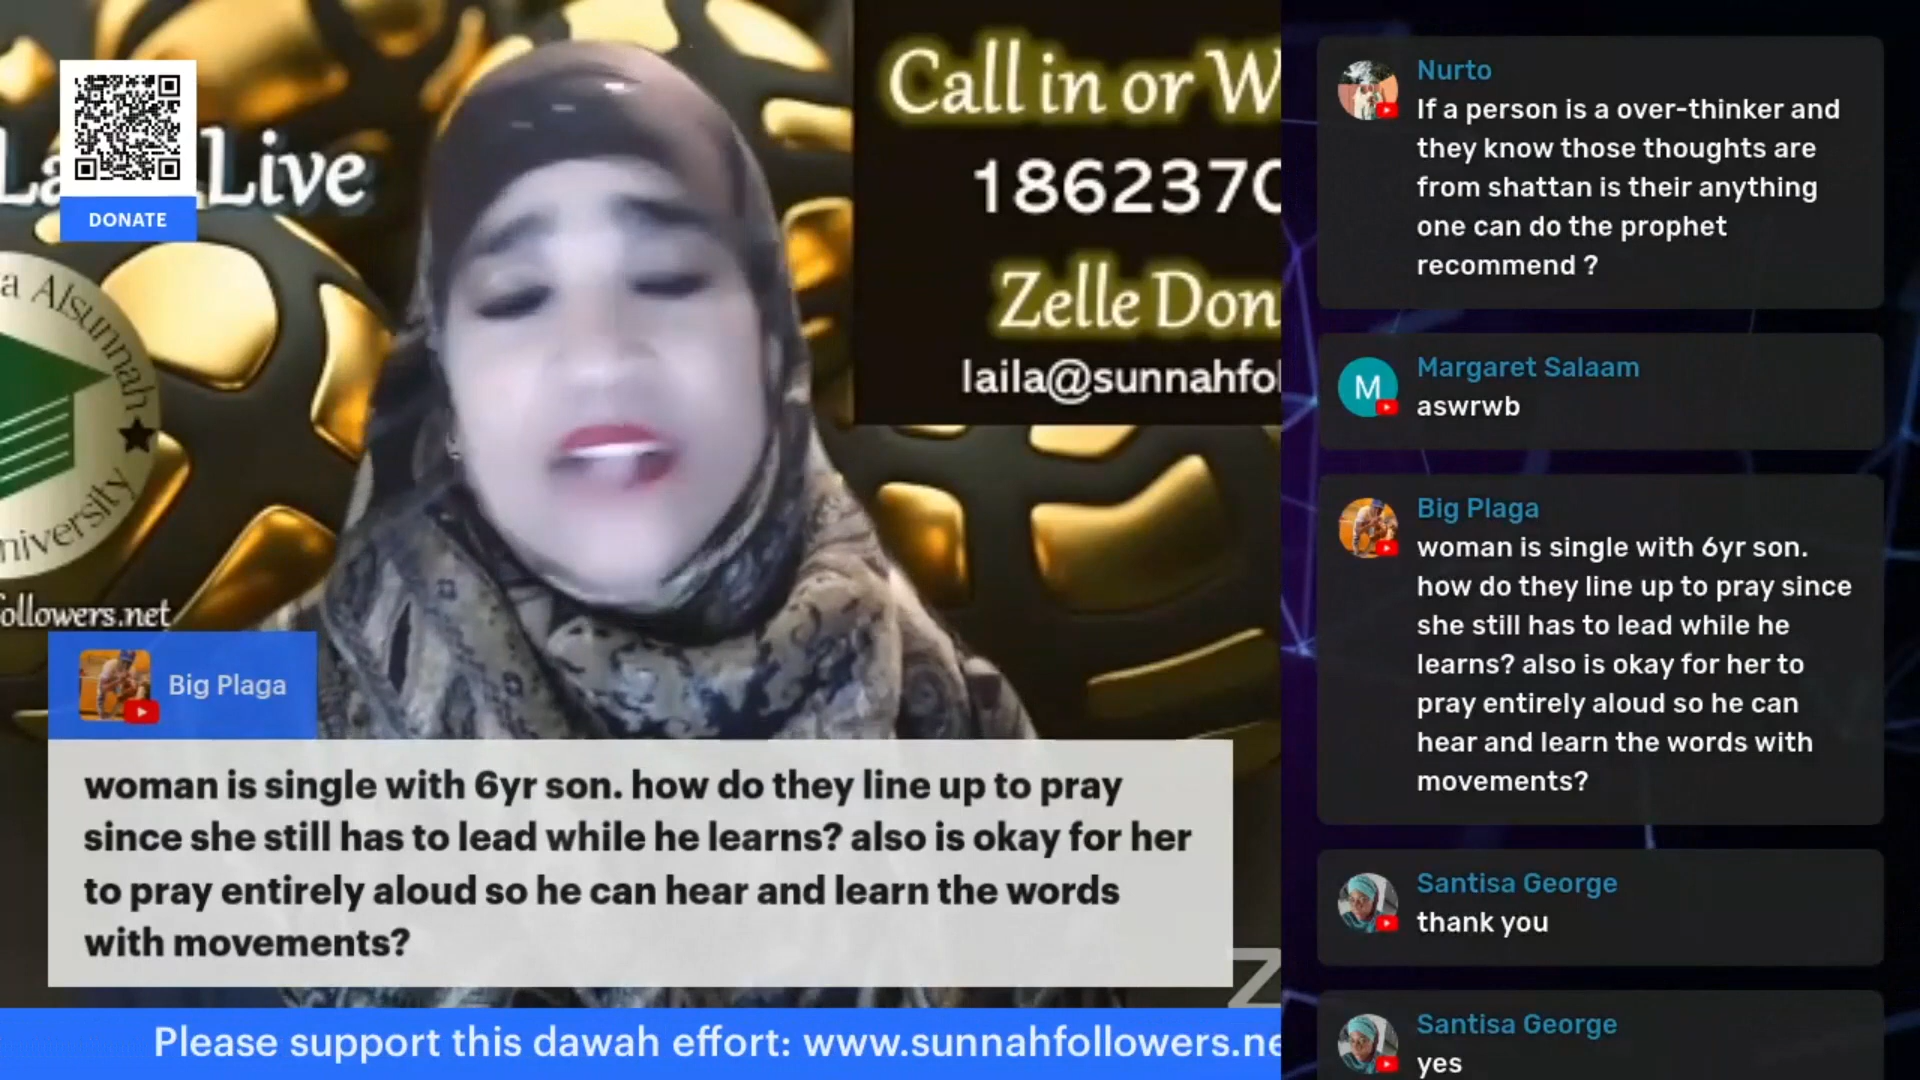 Live
DONATE
a Alsunnah
niversity
followers.net
Call in or W
1862370
Zelle Don
laila@sunnahfol
Big Plaga
woman is single with 6yr son. how do they line up to pray
since she still has to lead while he learns? also is okay for her
to pray entirely aloud so he can hear and learn the words
with movements?
Please support this dawah effort: www.sunnahfollowers.ne
Nurto
If a person is a over-thinker and
they know those thoughts are
from shattan is their anything
one can do the prophet
recommend ?
M
Margaret Salaam
aswrwb
Big Plaga
woman is single with 6yr son.
how do they line up to pray since
she still has to lead while he
learns? also is okay for her to
pray entirely aloud so he can
hear and learn the words with
movements?
Santisa George
thank you
Santisa George
yes